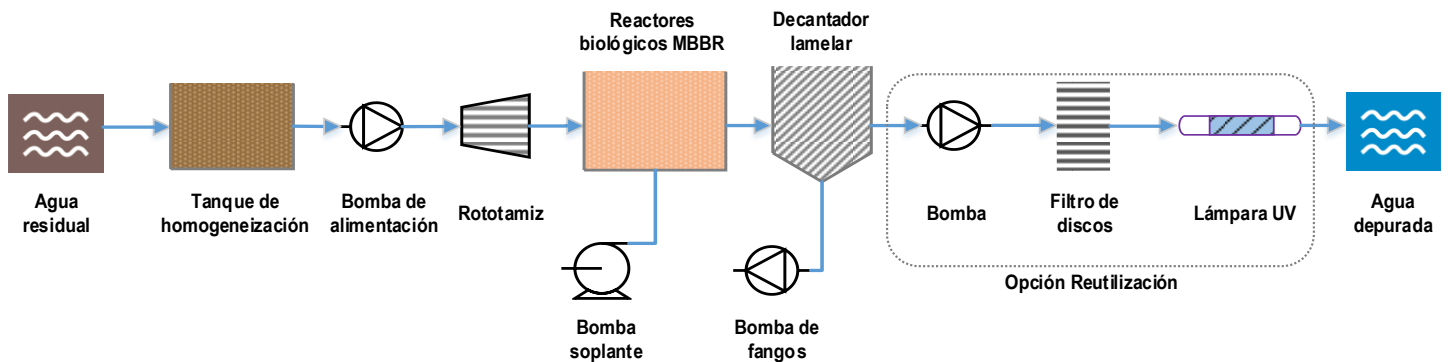 Reactores
biológicos MBBR
Decantador
lamelar
Agua
residual
Tanque de
homogeneización
Bomba de
alimentación
Rototamiz
Bomba
Filtro de
discos
Lámpara UV
Agua
depurada
Opción Reutilización
Bomba
soplante
Bomba de
fangos